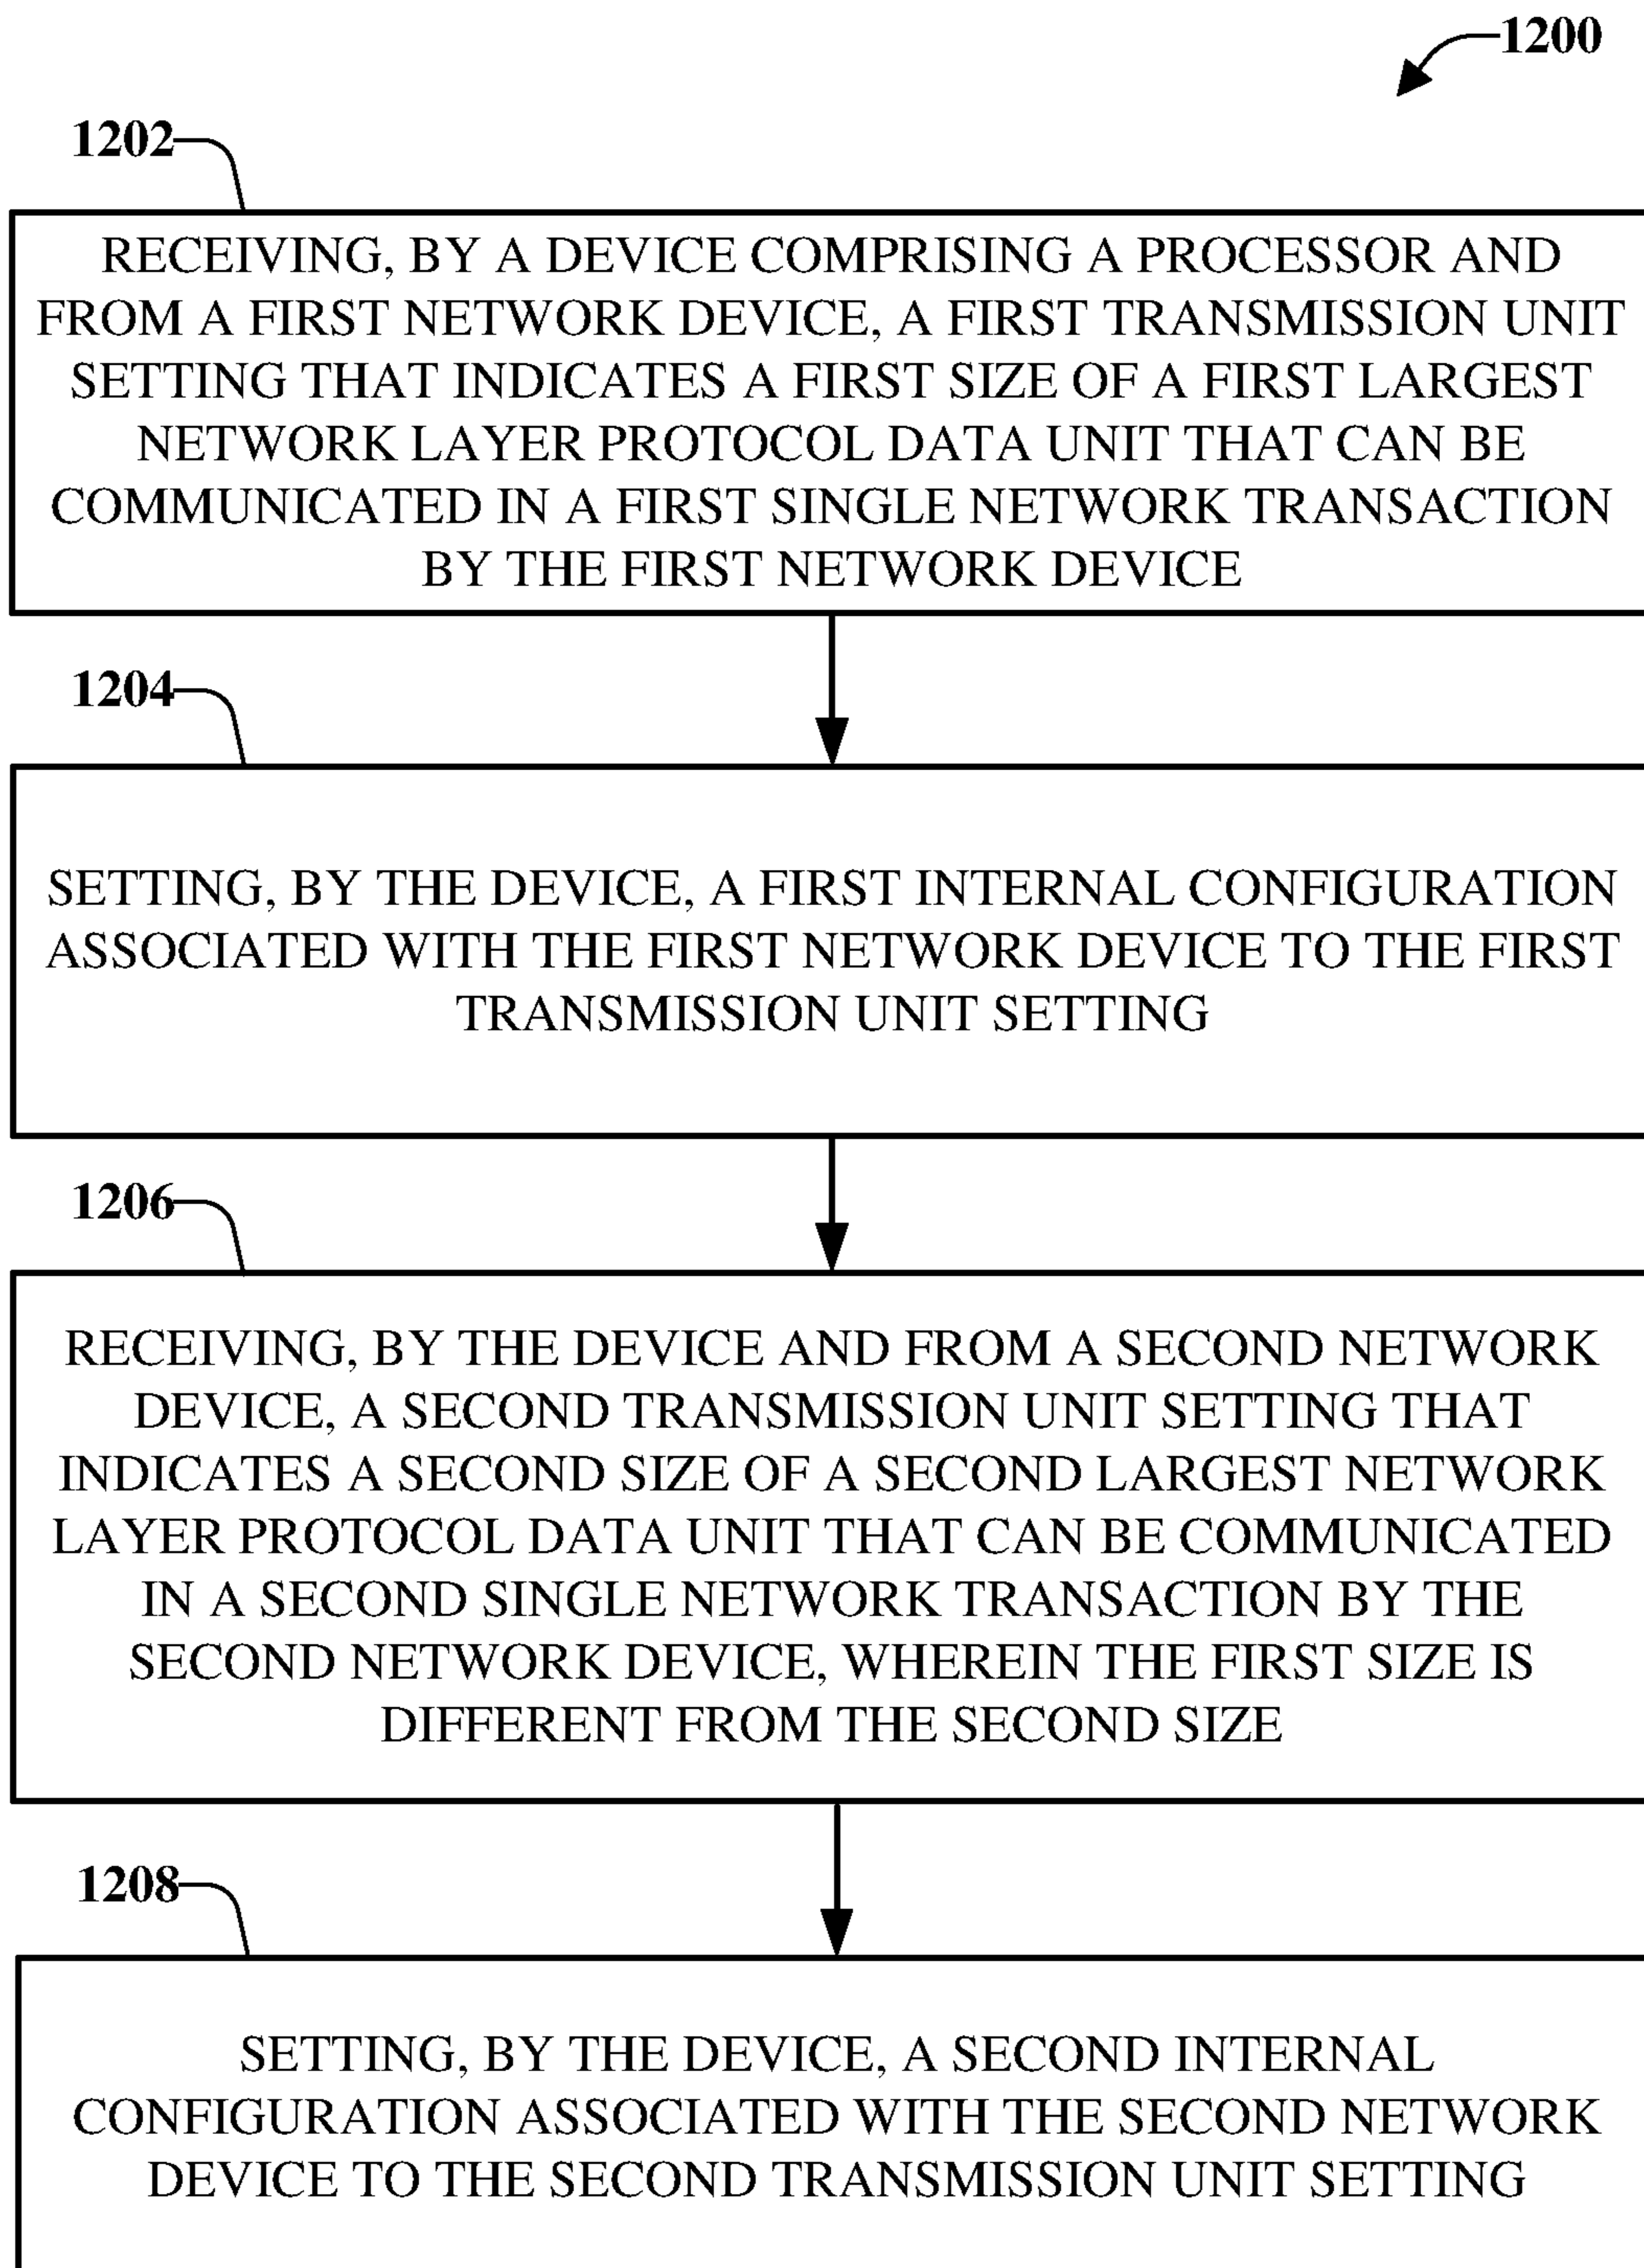 1200
1202
RECEIVING, BY A DEVICE COMPRISING A PROCESSOR AND
FROM A FIRST NETWORK DEVICE, A FIRST TRANSMISSION UNIT
SETTING THAT INDICATES A FIRST SIZE OF A FIRST LARGEST
NETWORK LAYER PROTOCOL DATA UNIT THAT CAN BE
COMMUNICATED IN A FIRST SINGLE NETWORK TRANSACTION
BY THE FIRST NETWORK DEVICE
1204
SETTING, BY THE DEVICE, A FIRST INTERNAL CONFIGURATION
ASSOCIATED WITH THE FIRST NETWORK DEVICE TO THE FIRST
TRANSMISSION UNIT SETTING
1206
RECEIVING, BY THE DEVICE AND FROM A SECOND NETWORK
DEVICE, A SECOND TRANSMISSION UNIT SETTING THAT
INDICATES A SECOND SIZE OF A SECOND LARGEST NETWORK
LAYER PROTOCOL DATA UNIT THAT CAN BE COMMUNICATED
IN A SECOND SINGLE NETWORK TRANSACTION BY THE
SECOND NETWORK DEVICE, WHEREIN THE FIRST SIZE IS
DIFFERENT FROM THE SECOND SIZE
1208
SETTING, BY THE DEVICE, A SECOND INTERNAL
CONFIGURATION ASSOCIATED WITH THE SECOND NETWORK
DEVICE TO THE SECOND TRANSMISSION UNIT SETTING